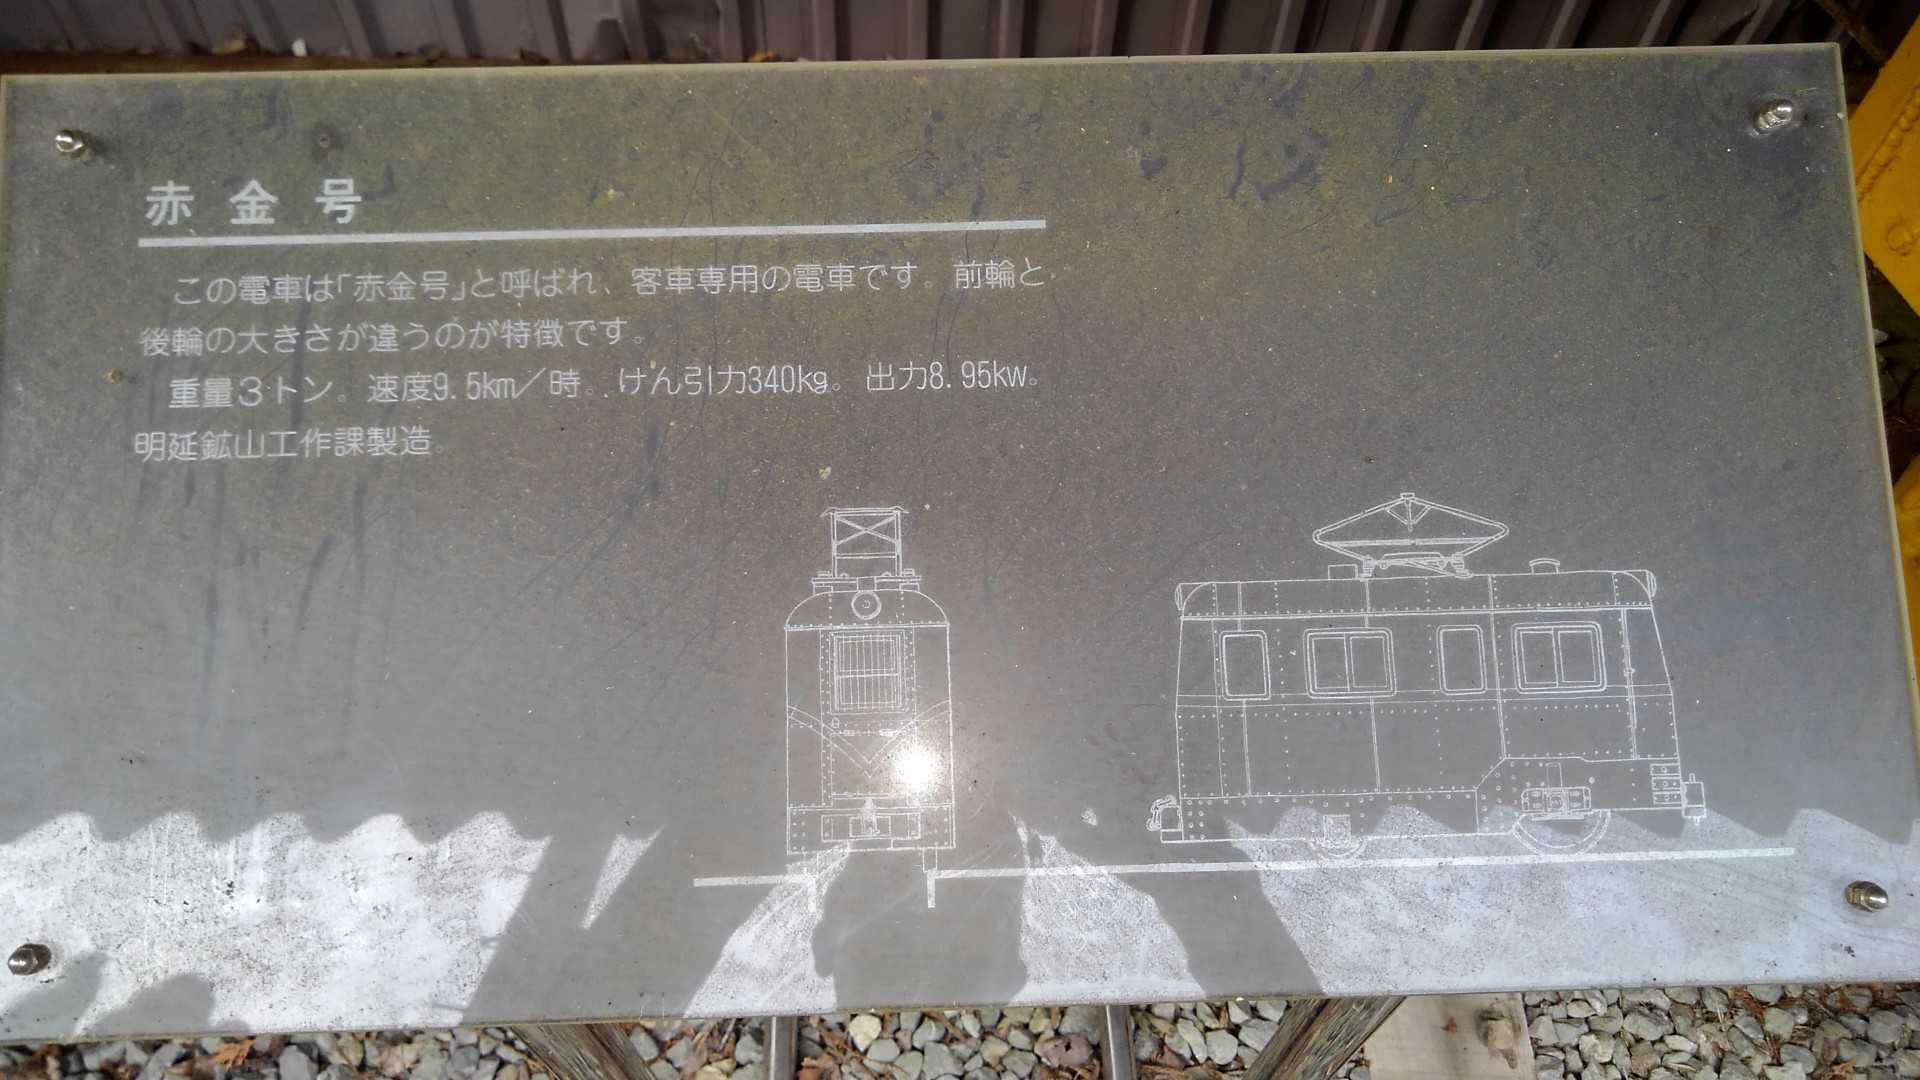 赤金号
この電車は「赤金号」と呼ばれ、客車専用の電車です。前輪と
後輪の大きさが違うのが特徴です。
重量3トン。速度9.5km/時。けん引力340kg。出力8.95kw。
明延鉱山工作課製造。